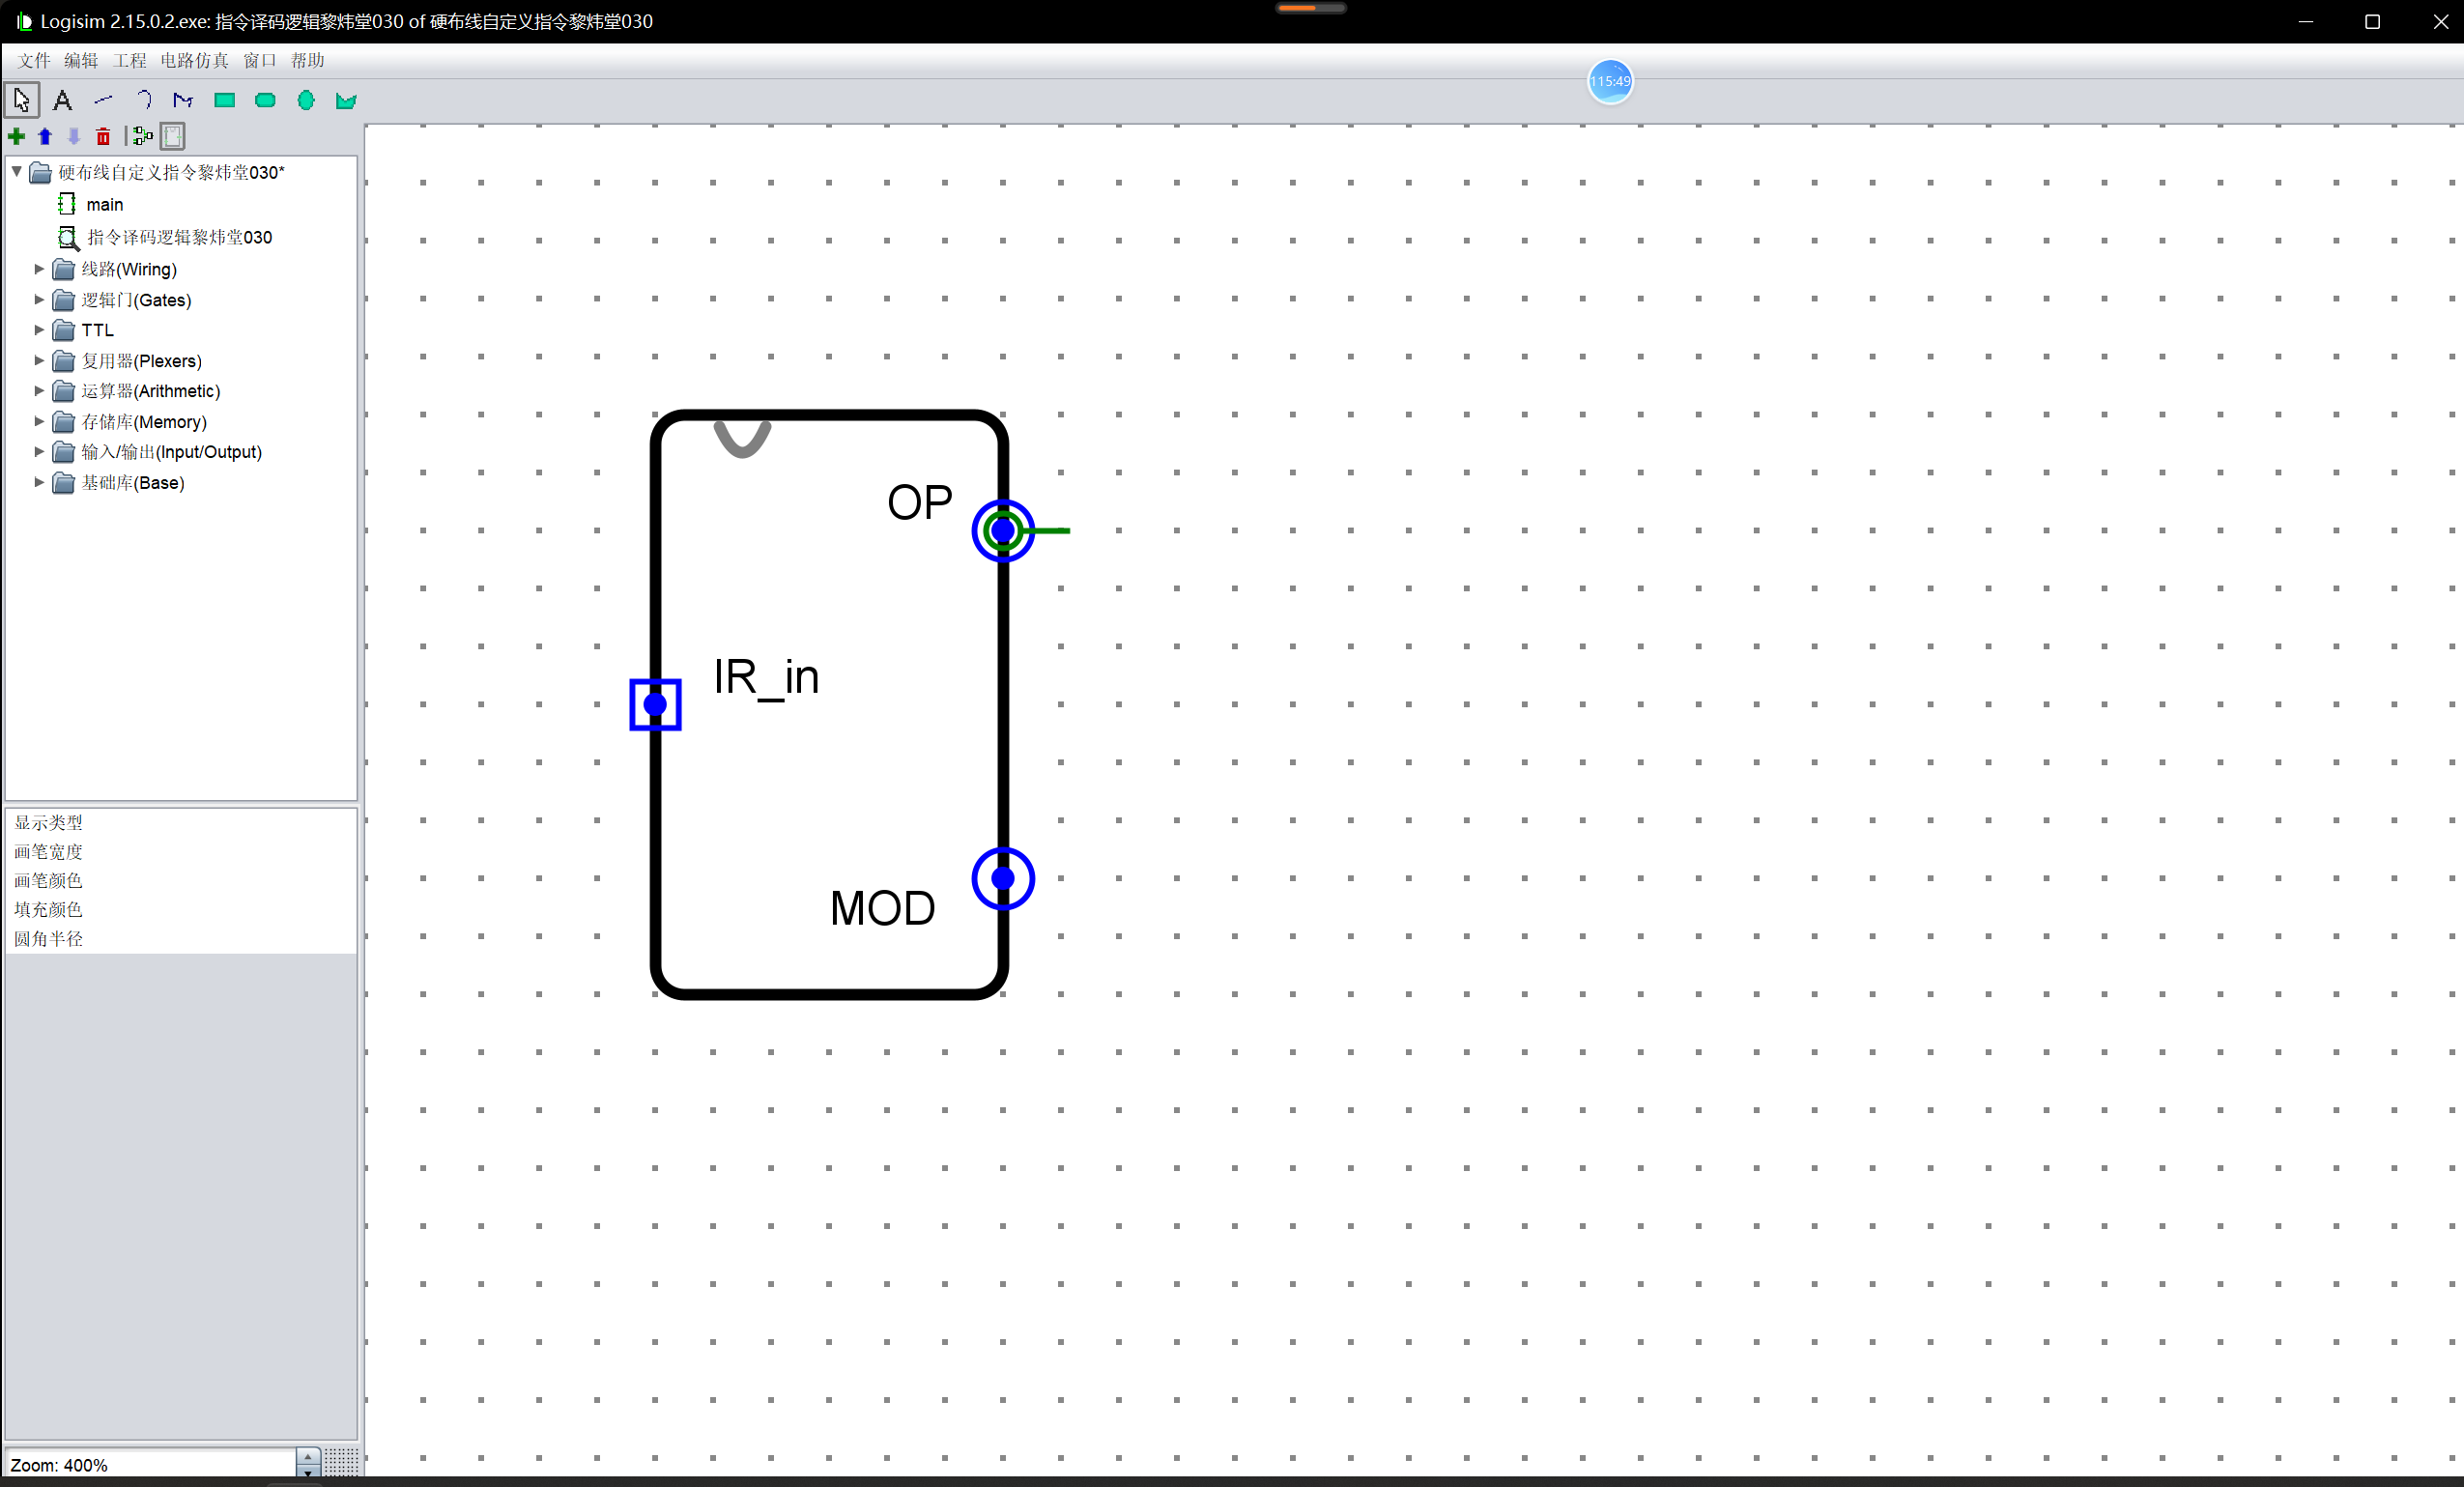 Logisim 2.15.0.2.exe: 指令译码逻辑黎炜堂030 of 硬布线自定义指令黎炜堂030
文件 编辑 工程 电路仿真 窗口 帮助
115:49
硬布线自定义指令黎炜堂030*
main
指令译码逻辑黎炜堂030
线路(Wiring)
逻辑门(Gates)
TTL
复用器(Plexers)
运算器(Arithmetic)
存储库(Memory)
输入/输出(Input/Output)
基础库(Base)
OP
IR_in
MOD
显示类型
画笔宽度
画笔颜色
填充颜色
圆角半径
Zoom: 400%